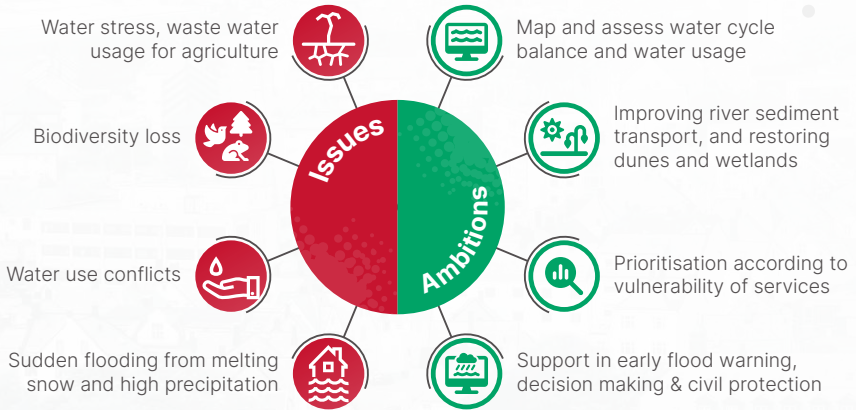 Water stress, waste water
usage for agriculture
Biodiversity loss
Water use conflicts
Sudden flooding from melting
snow and high precipitation
Issues
Ambitions
Map and assess water cycle
balance and water usage
Improving river sediment
transport, and restoring
dunes and wetlands
Prioritisation according to
vulnerability of services
Support in early flood warning,
decision making & civil protection